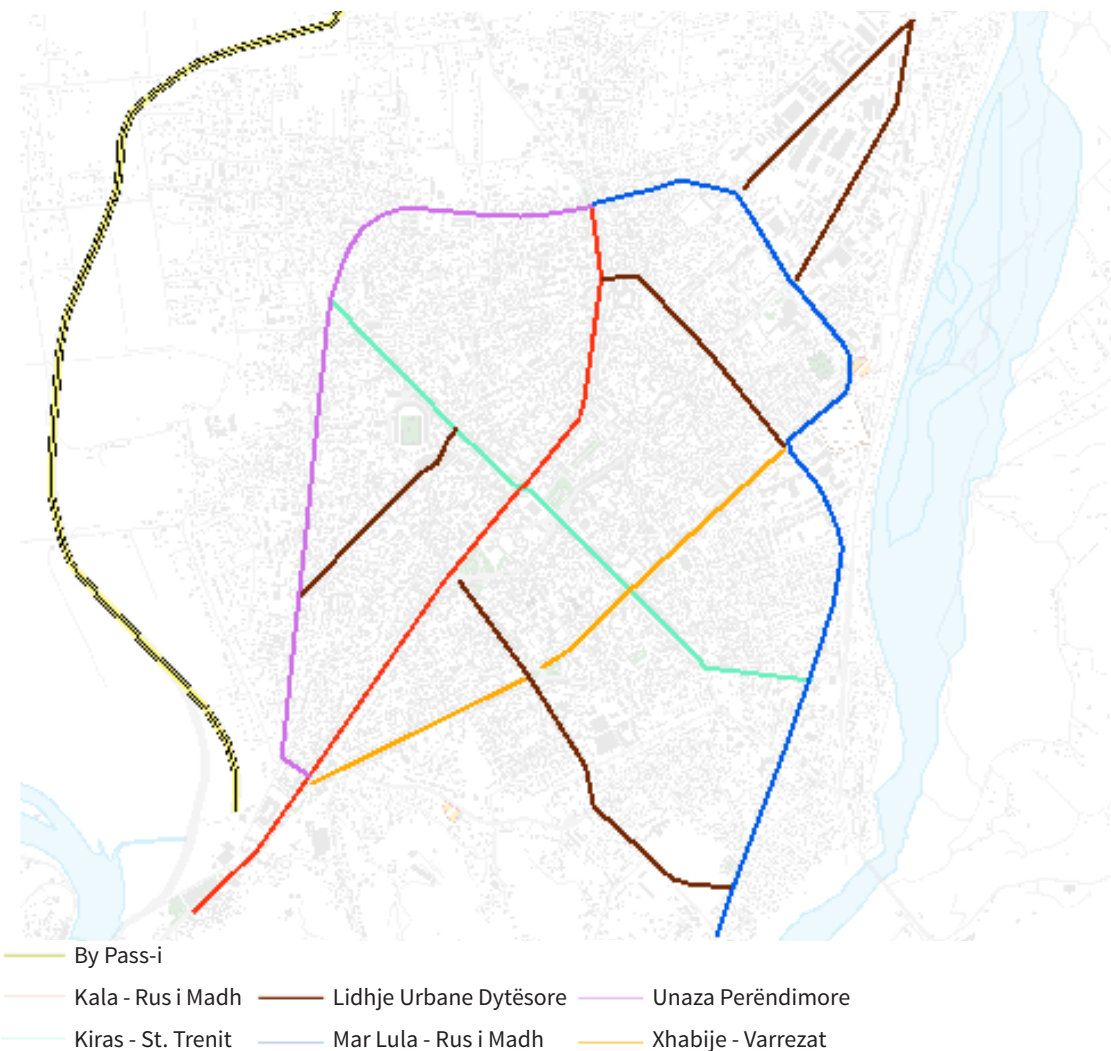 By Pass-i
Kala - Rus i Madh Lidhje Urbane Dytësore Unaza Perëndimore
Kiras - St. Trenit Mar Lula - Rus i Madh Xhabije - Varrezat